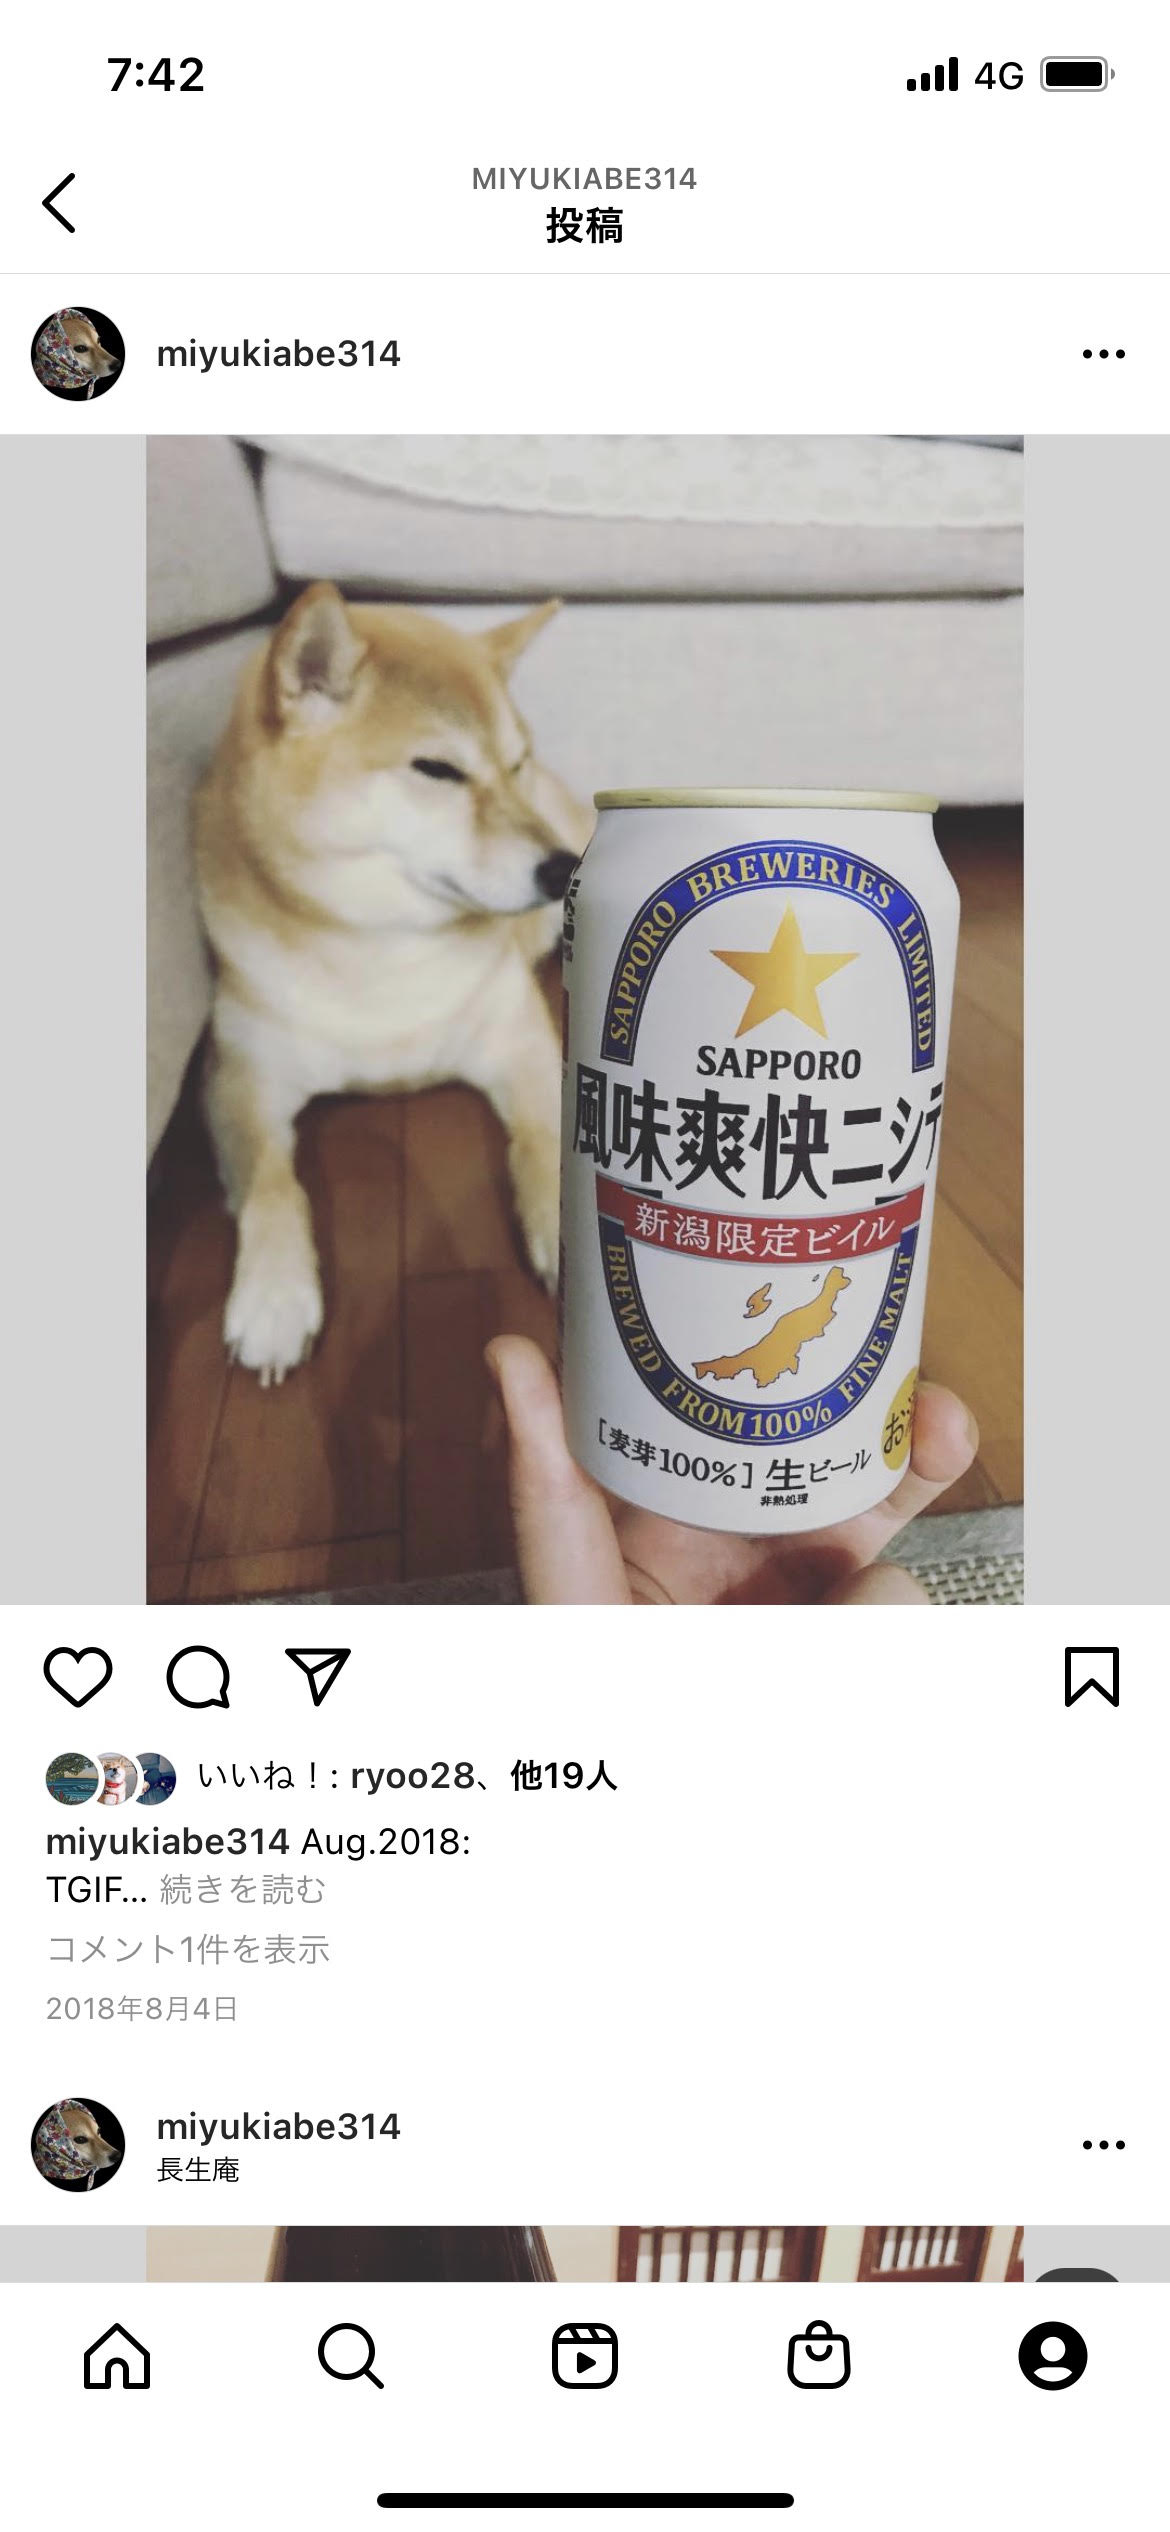 7:42
4G
MIYUKIABE314
投稿
miyukiabe314
SAPPORO BREWERIES LIMITED
SAPPORO
風味爽快ニシテ
新潟限定ビイル
BREWED FROM 100% FINE MALT
[麦芽100%]生ビール
非熱処理
お
いいね！: ryoo28、他19人
miyukiabe314 Aug.2018:
TGIF... 続きを読む
コメント1件を表示
2018年8月4日
miyukiabe314
長生庵